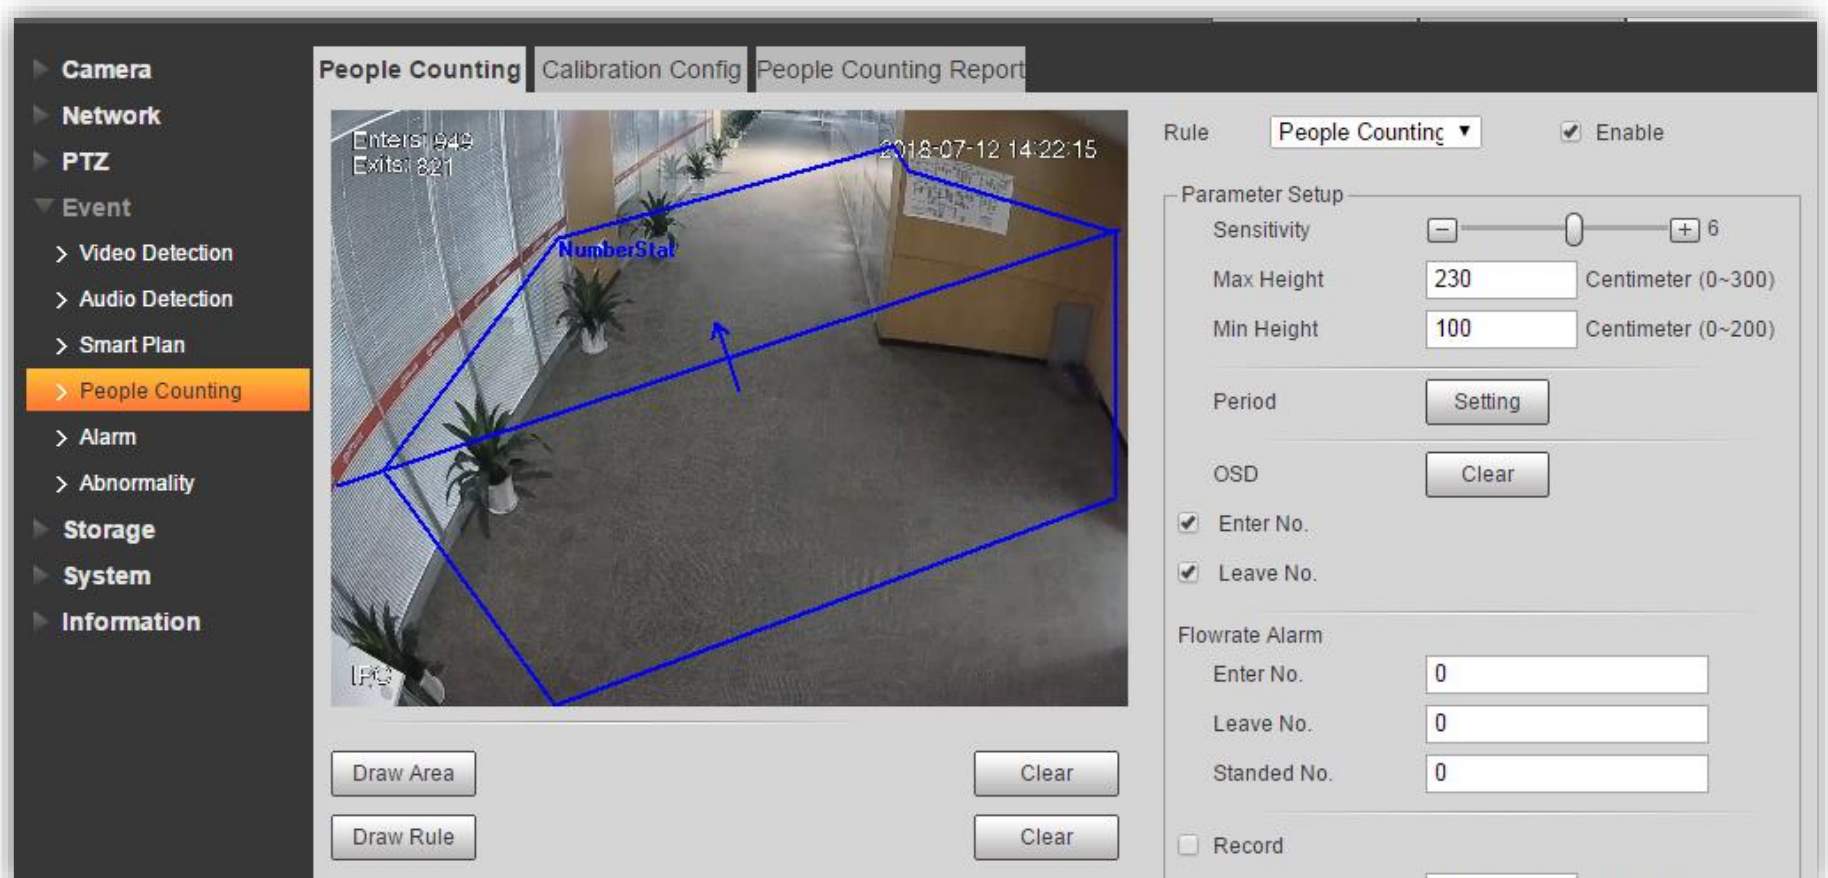 Camera
Network
PTZ
Event
Video Detection
Audio Detection
Smart Plan
People Counting
Alarm
Abnormality
Storage
System
Information
People Counting
Calibration Config
People Counting Report
Enters: 949
Exits: 821
2018-07-12 14:22:15
NumberStat
IPC
Draw Area
Clear
Draw Rule
Clear
Rule
People Counting
Enable
Parameter Setup
Sensitivity
6
Max Height
230
Centimeter (0~300)
Min Height
100
Centimeter (0~200)
Period
Setting
OSD
Clear
Enter No.
Leave No.
Flowrate Alarm
Enter No.
0
Leave No.
0
Standed No.
0
Record